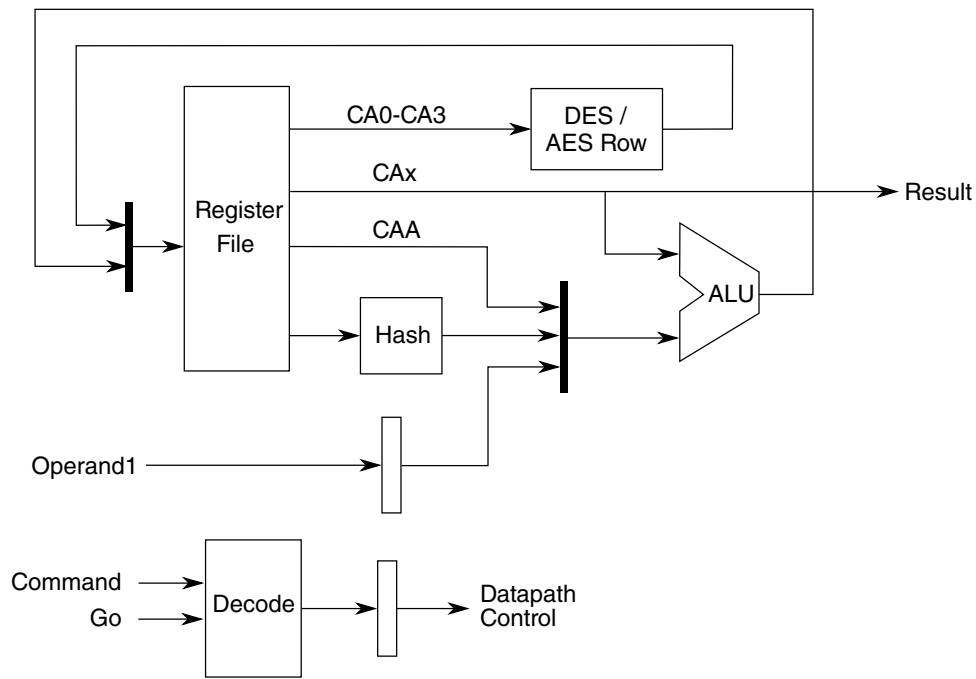 CA0-CA3
DES /
AES Row
CAx
Result
Register
File
CAA
ALU
Hash
Operand1
Command
Go
Decode
Datapath
Control